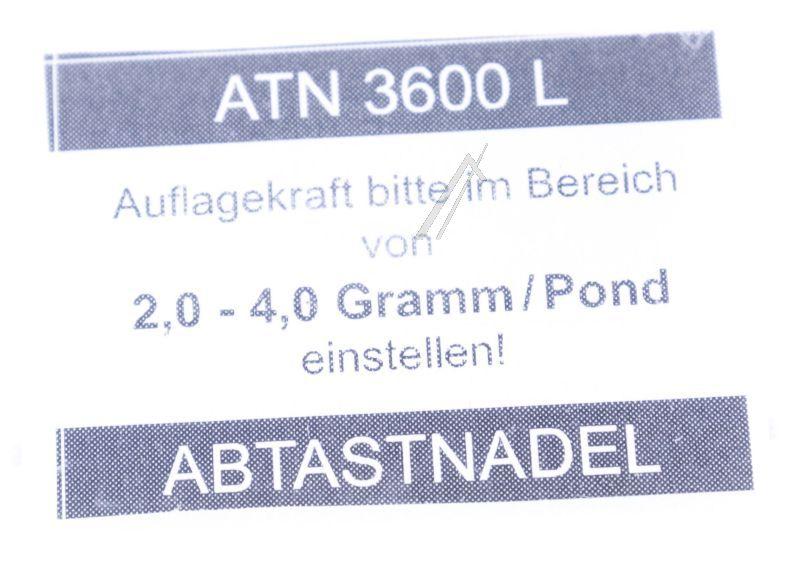 ATN 3600 L
Auflagekraft bitte im Bereich
von
2,0 - 4,0 Gramm/Pond
einstellen!
ABTASTNADEL